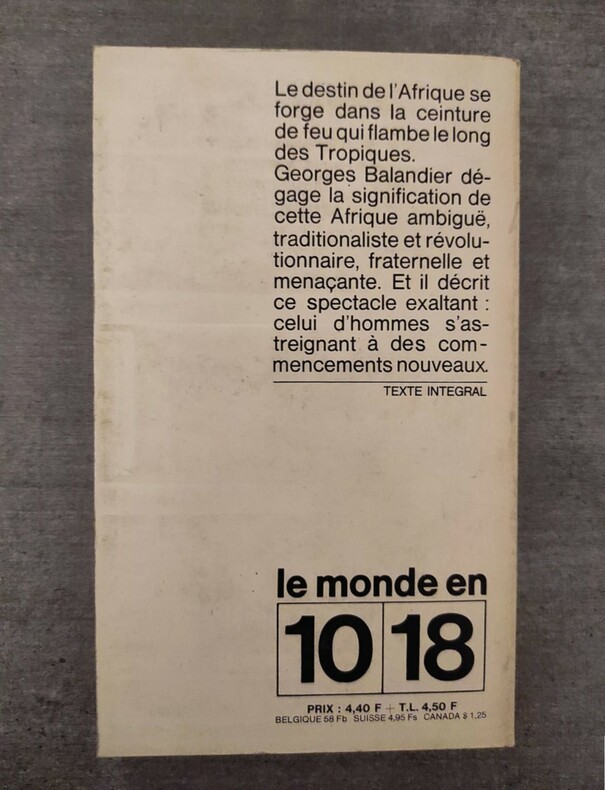 Le destin de l'Afrique se
forge dans la ceinture
de feu qui flambe le long
des Tropiques.
Georges Balandier dé-
gage la signification de
cette Afrique ambiguë,
traditionaliste et révolu-
tionnaire, fraternelle et
menaçante. Et il décrit
ce spectacle exaltant :
celui d'hommes s'as-
treignant à des com-
mencements nouveaux.
TEXTE INTEGRAL
le monde en
10 18
PRIX : 4,40 F + T.L. 4,50 F
BELGIQUE 58 Fb SUISSE 4,95 Fs CANADA $ 1,25